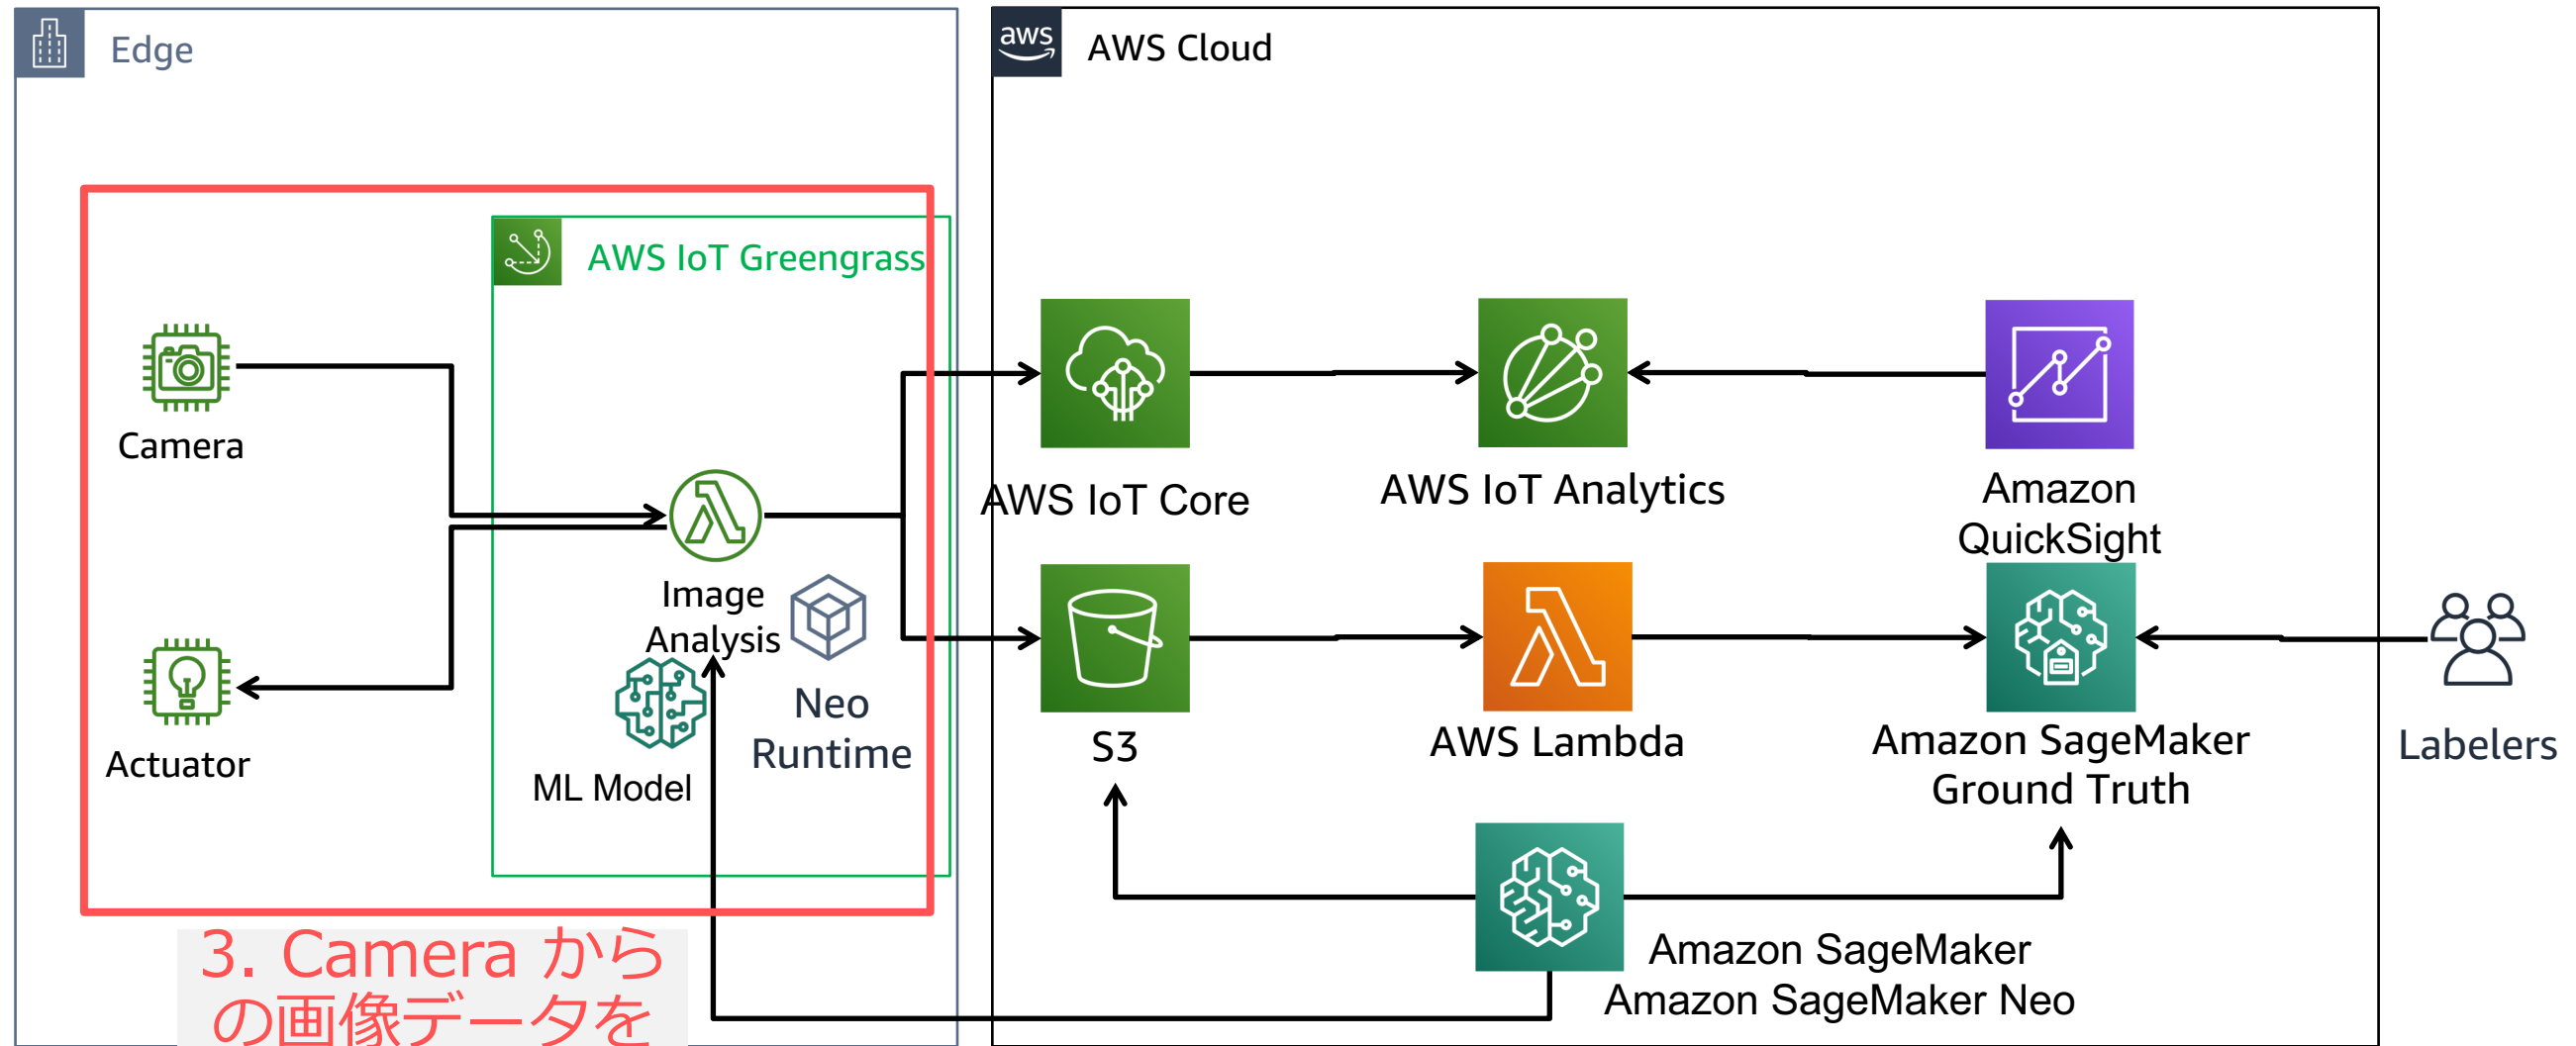 Edge
aws
AWS Cloud
AWS IoT Greengrass
Camera
Actuator
Image
Analysis
Neo
Runtime
ML Model
AWS IoT Core
AWS IoT Analytics
Amazon
QuickSight
S3
AWS Lambda
Amazon SageMaker
Ground Truth
Labelers
Amazon SageMaker
Amazon SageMaker Neo
3. Camera から
の画像データを